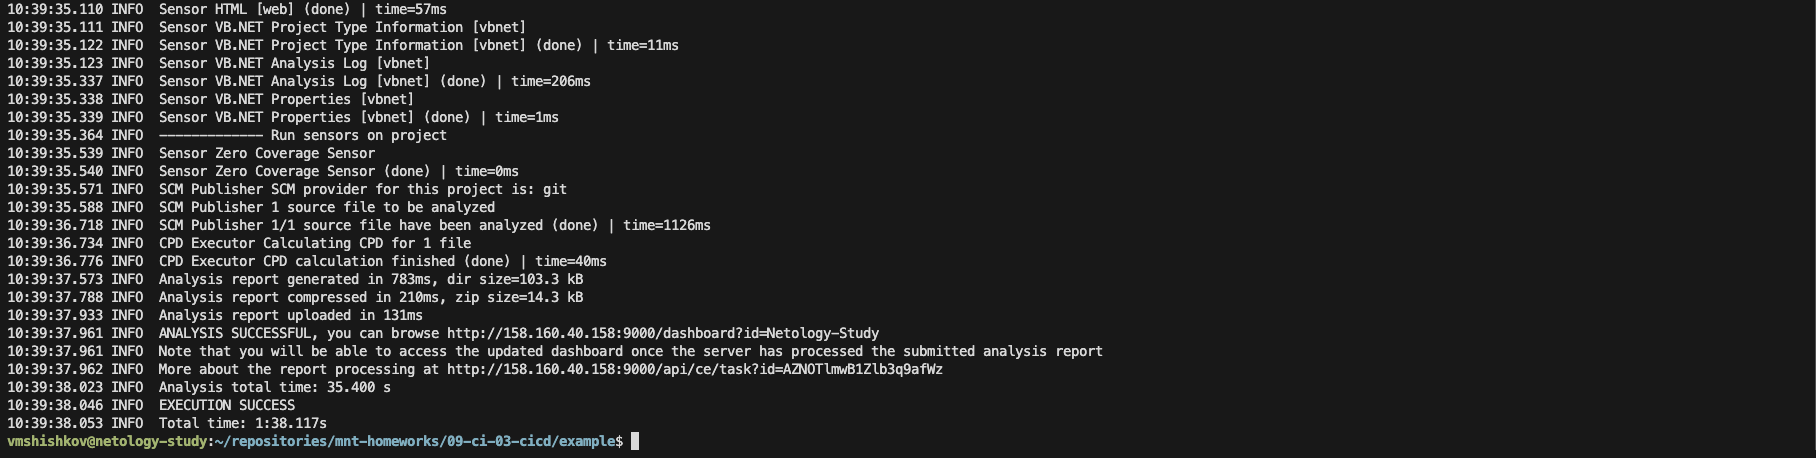 10:39:35.110 INFO  Sensor HTML [web] (done) | time=57ms
10:39:35.111 INFO  Sensor VB.NET Project Type Information [vbnet]
10:39:35.122 INFO  Sensor VB.NET Project Type Information [vbnet] (done) | time=11ms
10:39:35.123 INFO  Sensor VB.NET Analysis Log [vbnet]
10:39:35.337 INFO  Sensor VB.NET Analysis Log [vbnet] (done) | time=206ms
10:39:35.338 INFO  Sensor VB.NET Properties [vbnet]
10:39:35.339 INFO  Sensor VB.NET Properties [vbnet] (done) | time=1ms
10:39:35.364 INFO  ------------- Run sensors on project
10:39:35.539 INFO  Sensor Zero Coverage Sensor
10:39:35.540 INFO  Sensor Zero Coverage Sensor (done) | time=0ms
10:39:35.571 INFO  SCM Publisher SCM provider for this project is: git
10:39:35.588 INFO  SCM Publisher 1 source file to be analyzed
10:39:36.718 INFO  SCM Publisher 1/1 source file have been analyzed (done) | time=1126ms
10:39:36.734 INFO  CPD Executor Calculating CPD for 1 file
10:39:36.776 INFO  CPD Executor CPD calculation finished (done) | time=40ms
10:39:37.573 INFO  Analysis report generated in 783ms, dir size=103.3 kB
10:39:37.788 INFO  Analysis report compressed in 210ms, zip size=14.3 kB
10:39:37.933 INFO  Analysis report uploaded in 131ms
10:39:37.961 INFO  ANALYSIS SUCCESSFUL, you can browse http://158.160.40.158:9000/dashboard?id=Netology-Study
10:39:37.961 INFO  Note that you will be able to access the updated dashboard once the server has processed the submitted analysis report
10:39:37.962 INFO  More about the report processing at http://158.160.40.158:9000/api/ce/task?id=AZNOTlmwB1Zlb3q9afWz
10:39:38.023 INFO  Analysis total time: 35.400 s
10:39:38.046 INFO  EXECUTION SUCCESS
10:39:38.053 INFO  Total time: 1:38.117s
vmshishkov@netology-study:~/repositories/mnt-homeworks/09-ci-03-cicd/example$